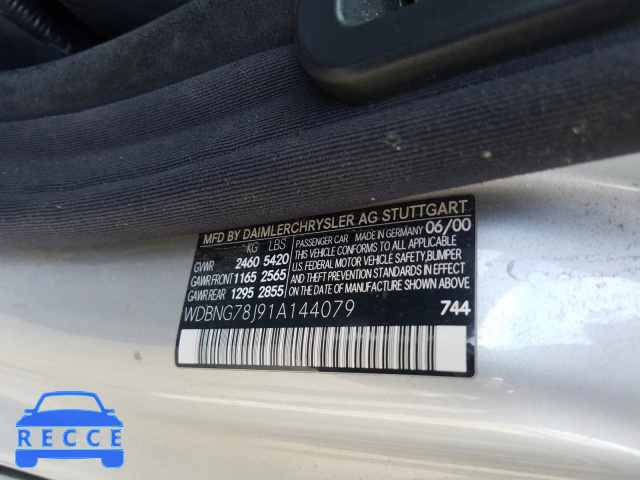 MFD BY DAIMLERCHRYSLER AG STUTTGART
KG LBS
PASSENGER CAR MADE IN GERMANY 06/00
GVWR 2460 5420
THIS VEHICLE CONFORMS TO ALL APPLICABLE
GAWR FRONT 1165 2565
U.S. FEDERAL MOTOR VEHICLE SAFETY, BUMPER
GAWR REAR 1295 2855
AND THEFT PREVENTION STANDARDS IN EFFECT
ON THE DATE OF MANUFACTURE SHOWN ABOVE
WDBNG78J91A144079
744
RECCE